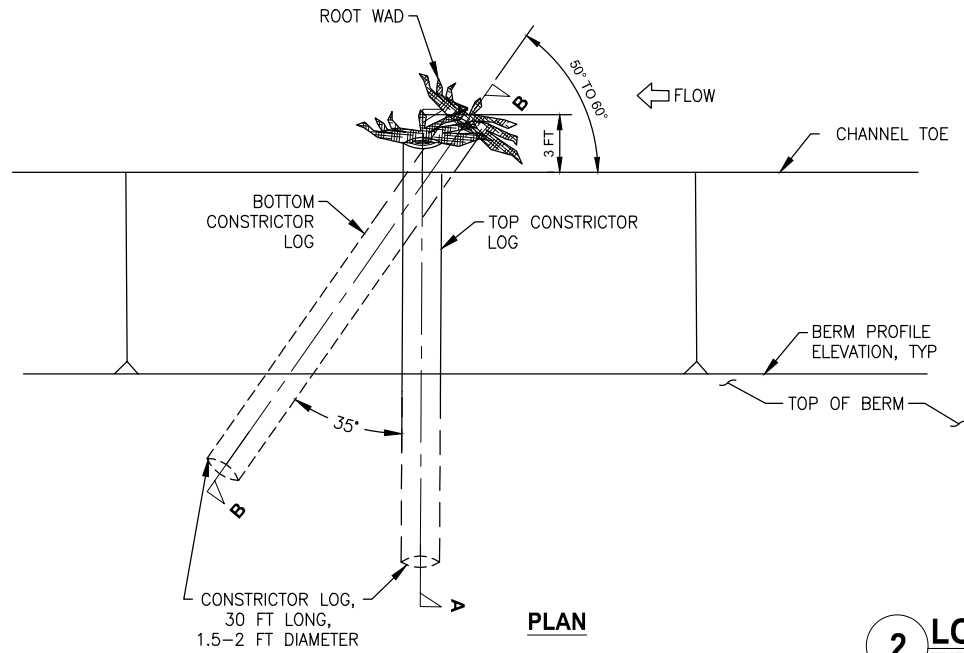 ROOT WAD
50° TO 60°
B
FLOW
3 FT
CHANNEL TOE
BOTTOM
CONSTRICTOR
LOG
TOP CONSTRICTOR
LOG
BERM PROFILE
ELEVATION, TYP
TOP OF BERM
35°
B
CONSTRICTOR LOG,
30 FT LONG,
1.5-2 FT DIAMETER
A
PLAN
2
LO